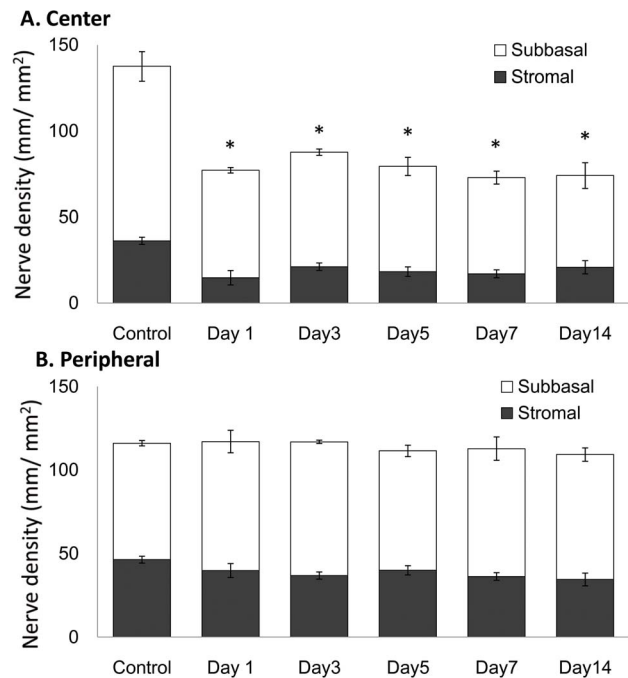 A. Center
150
Subbasal
Stromal
100
* * * * *
50
0
Nerve density (mm/ mm²)
Control Day 1 Day3 Day5 Day7 Day14
B. Peripheral
150
Subbasal
Stromal
100
50
0
Nerve density (mm/ mm²)
Control Day 1 Day3 Day5 Day7 Day14